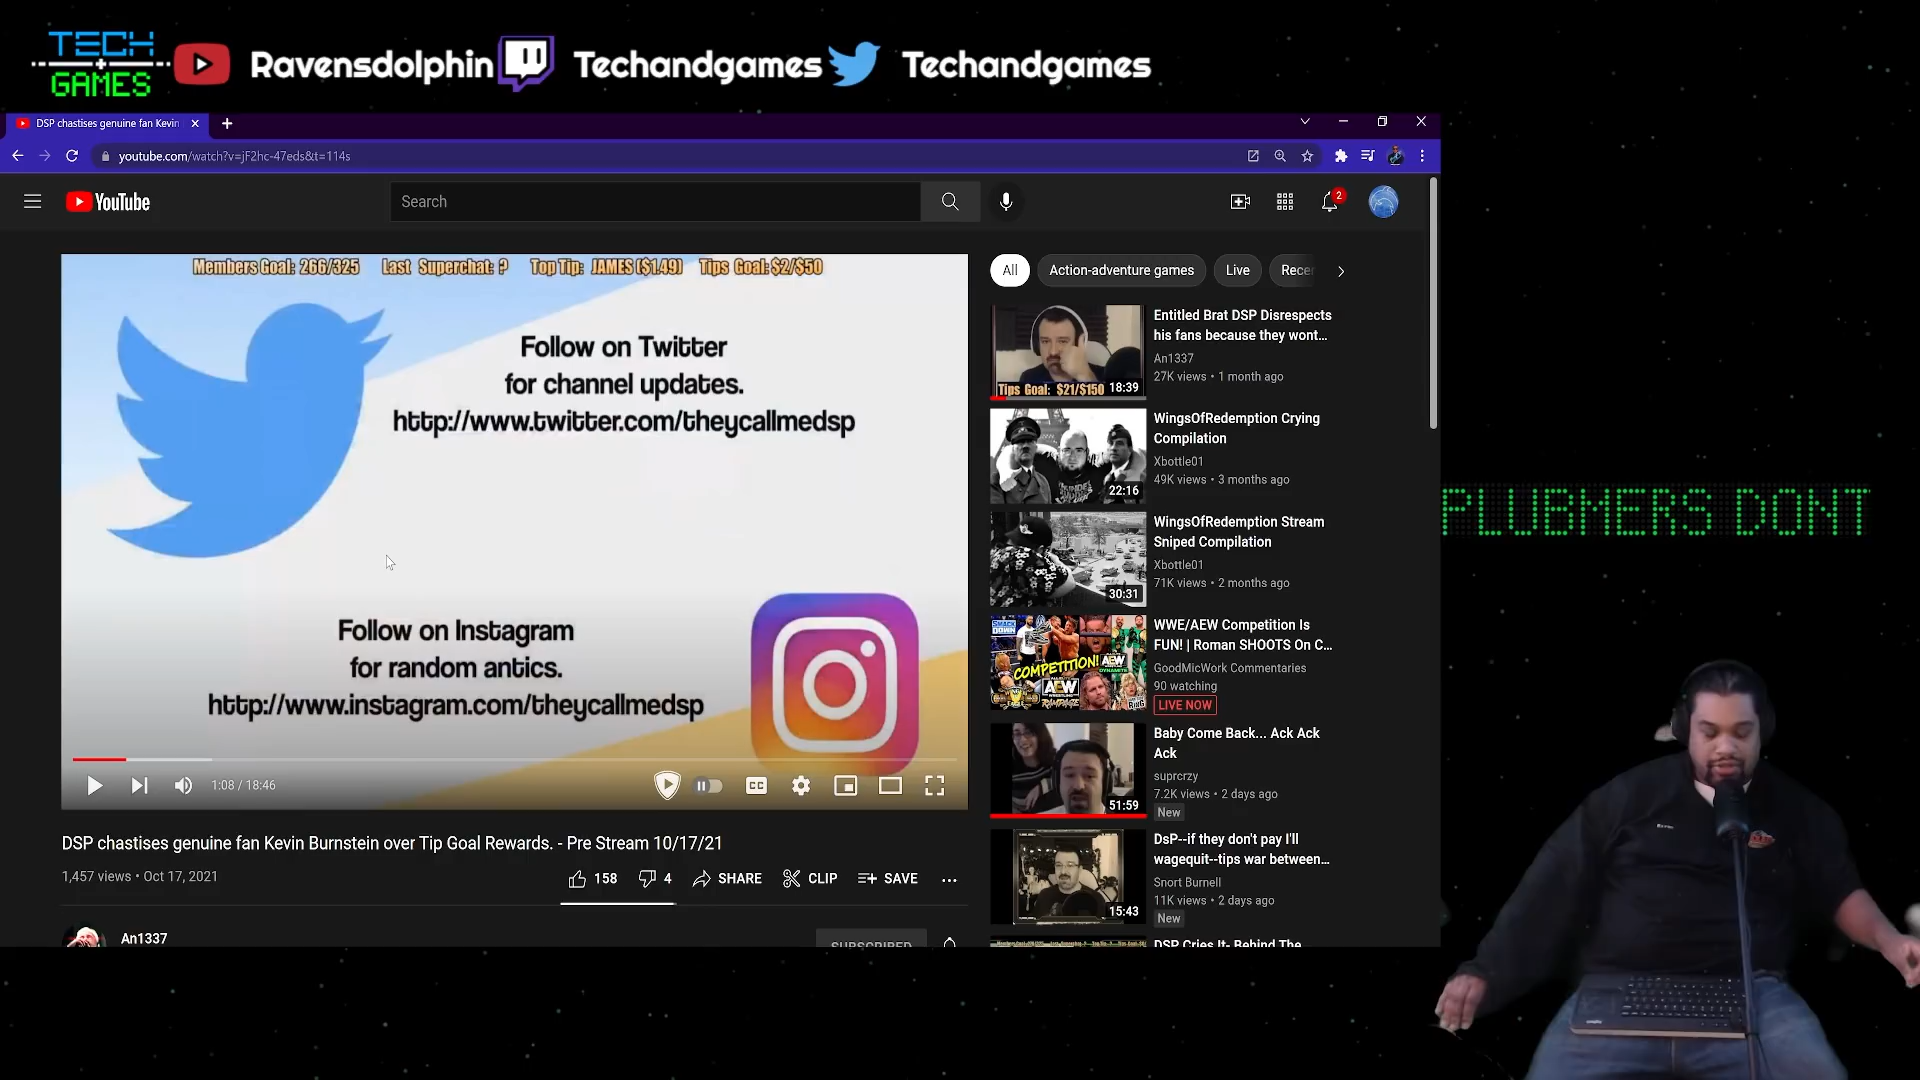 TECH
GAMES
Ravensdolphin
Techandgames
Techandgames
DSP chastises genuine fan Kevin
youtube.com/watch?v=jF2hc-47eds&t=114s
YouTube
Search
2
Members Goal: 266/325 Last Superchat: ? Top Tip: JAMES ($1.49) Tips Goal: $2/$50
Follow on Twitter
for channel updates.
http://www.twitter.com/theycallmedsp
Follow on Instagram
for random antics.
http://www.instagram.com/theycallmedsp
1:08 / 18:46
CC
DSP chastises genuine fan Kevin Burnstein over Tip Goal Rewards. - Pre Stream 10/17/21
1,457 views • Oct 17, 2021
158
4
SHARE
CLIP
SAVE
An1337
SUBSCRIBED
All
Action-adventure games
Live
Recen
Tips Goal: $21/$150
18:39
Entitled Brat DSP Disrespects
his fans because they wont...
An1337
27K views • 1 month ago
22:16
WingsOfRedemption Crying
Compilation
Xbottle01
49K views • 3 months ago
30:31
WingsOfRedemption Stream
Sniped Compilation
Xbottle01
71K views • 2 months ago
COMPETITION!
WWE/AEW Competition Is
FUN! | Roman SHOOTS On C...
GoodMicWork Commentaries
90 watching
LIVE NOW
51:59
Baby Come Back... Ack Ack
Ack
suprcrzy
7.2K views • 2 days ago
New
15:43
DsP--if they don't pay I'll
wagequit--tips war between...
Snort Burnell
11K views • 2 days ago
New
DSP Cries It- Behind The
PLUBMERS DONT